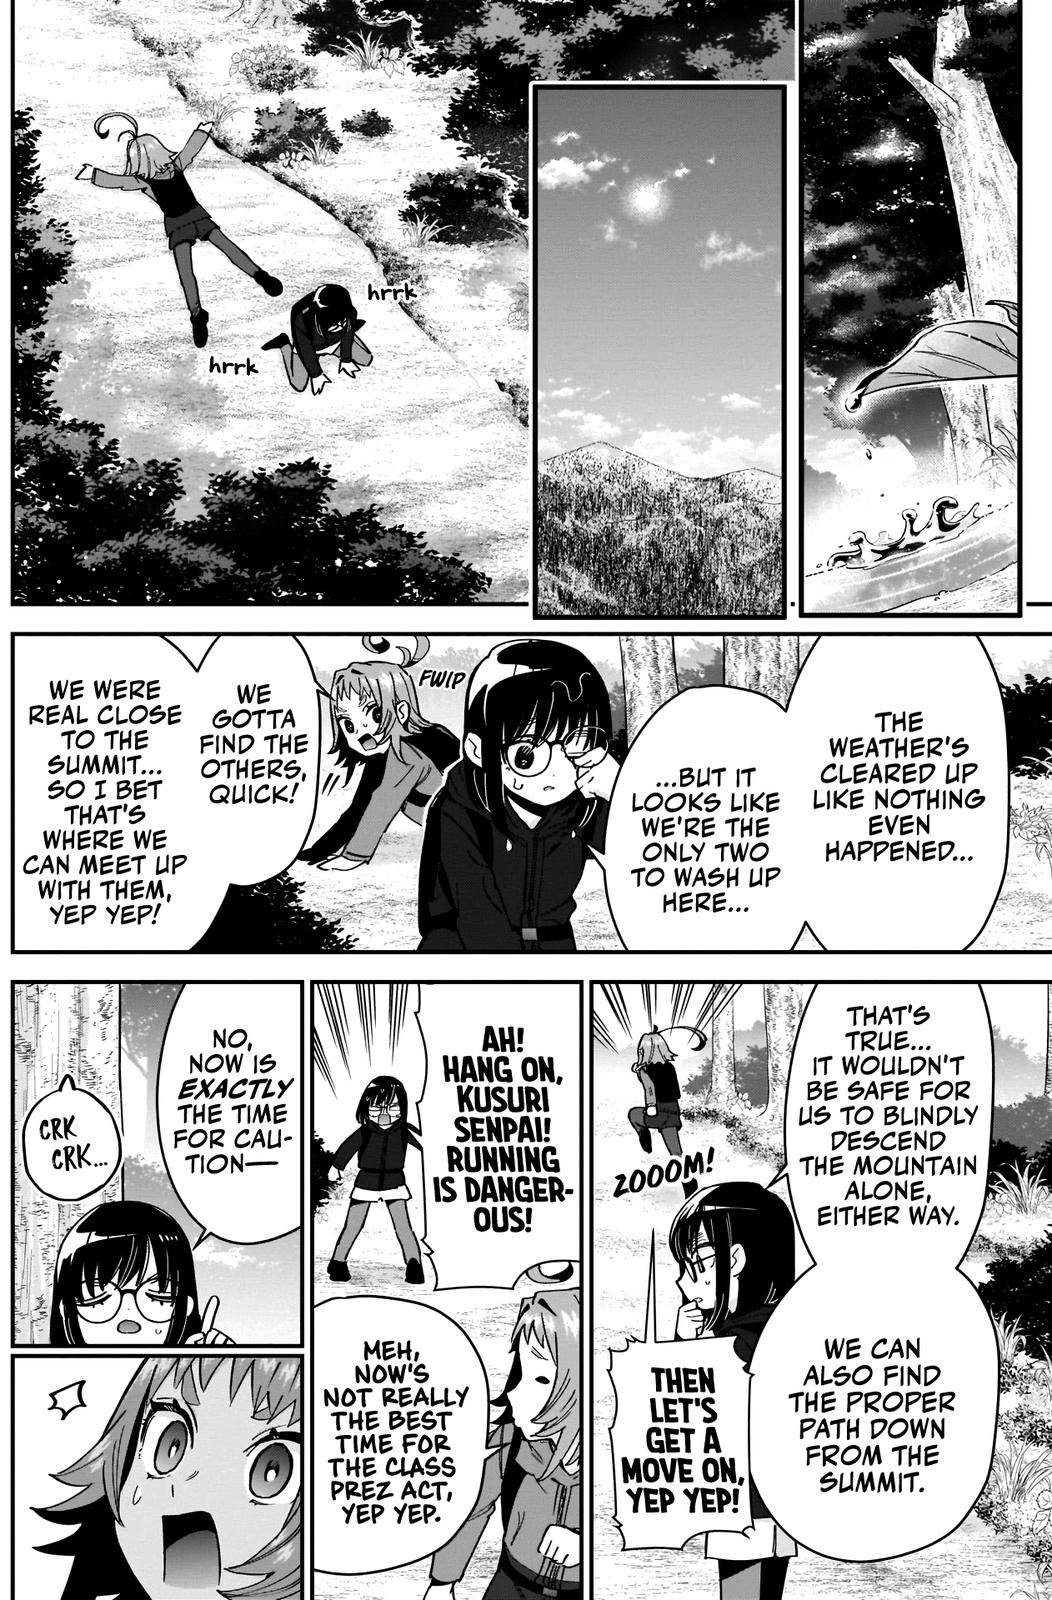 hrrk
hrrk
THE
WEATHER'S
CLEARED UP
LIKE NOTHING
EVEN
HAPPENED...
...BUT IT
LOOKS LIKE
WE'RE THE
ONLY TWO
TO WASH UP
HERE...
FWIP
WE
GOTTA
FIND THE
OTHERS,
QUICK!
WE WERE
REAL CLOSE
TO THE
SUMMIT...
SO I BET
THAT'S
WHERE WE
CAN MEET UP
WITH THEM,
YEP YEP!
THAT'S
TRUE...
IT WOULDN'T
BE SAFE FOR
US TO BLINDLY
DESCEND
THE MOUNTAIN
ALONE,
EITHER WAY.
WE CAN
ALSO FIND
THE PROPER
PATH DOWN
FROM THE
SUMMIT.
ZOOOM!
THEN
LET'S
GET A
MOVE ON,
YEP YEP!
AH!
HANG ON,
KUSURI
SENPAI!
RUNNING
IS DANGER-
OUS!
MEH,
NOW'S
NOT REALLY
THE BEST
TIME FOR
THE CLASS
PREZ ACT,
YEP YEP.
NO,
NOW IS
EXACTLY
THE TIME
FOR CAU-
TION—
CRK
CRK...